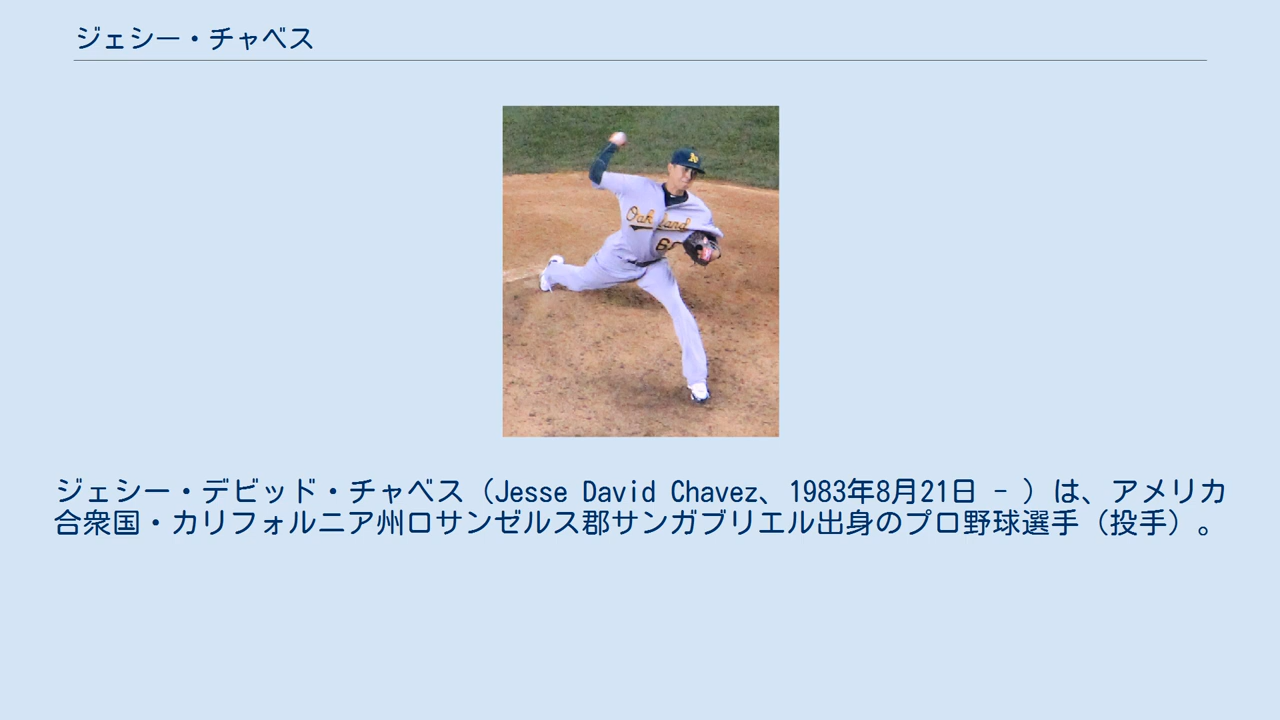 ジェシー・チャベス
Oakland
ジェシー・デビッド・チャベス（Jesse David Chavez、1983年8月21日 - ）は、アメリカ
合衆国・カリフォルニア州ロサンゼルス郡サンガブリエル出身のプロ野球選手（投手）。